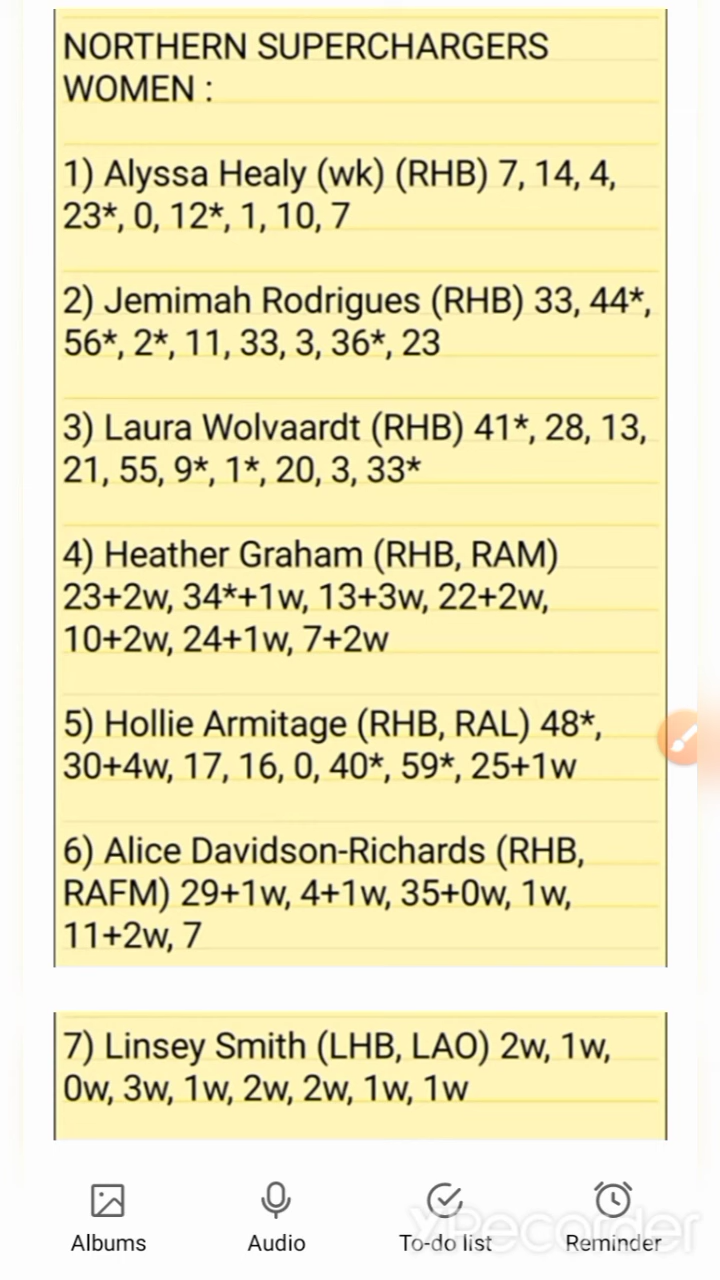 NORTHERN SUPERCHARGERS
WOMEN :
1) Alyssa Healy (wk) (RHB) 7, 14, 4,
23*, 0, 12*, 1, 10, 7
2) Jemimah Rodrigues (RHB) 33, 44*,
56*, 2*, 11, 33, 3, 36*, 23
3) Laura Wolvaardt (RHB) 41*, 28, 13,
21, 55, 9*, 1*, 20, 3, 33*
4) Heather Graham (RHB, RAM)
23+2w, 34*+1w, 13+3w, 22+2w,
10+2w, 24+1w, 7+2w
5) Hollie Armitage (RHB, RAL) 48*,
30+4w, 17, 16, 0, 40*, 59*, 25+1w
6) Alice Davidson-Richards (RHB,
RAFM) 29+1w, 4+1w, 35+0w, 1w,
11+2w, 7
7) Linsey Smith (LHB, LAO) 2w, 1w,
0w, 3w, 1w, 2w, 2w, 1w, 1w
XRecorder
Albums Audio To-do list Reminder